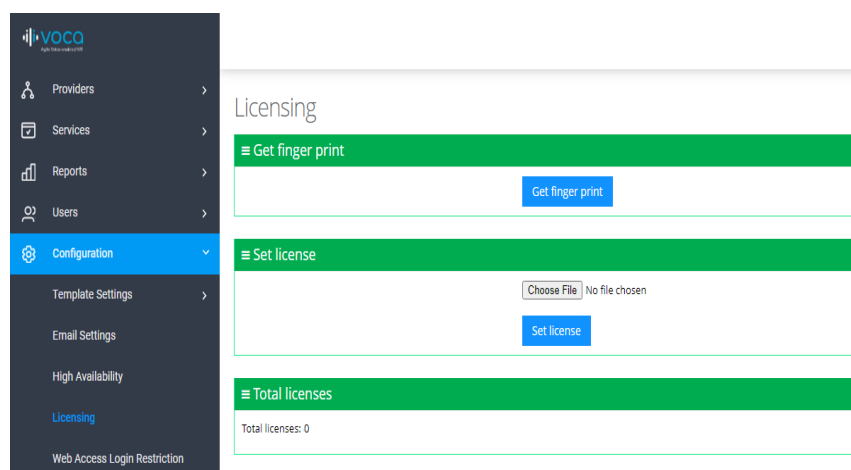 voca
Providers
Services
Reports
Users
Configuration
Template Settings
Email Settings
High Availability
Licensing
Web Access Login Restriction
Licensing
Get finger print
Get finger print
Set license
Choose File No file chosen
Set license
Total licenses
Total licenses: 0